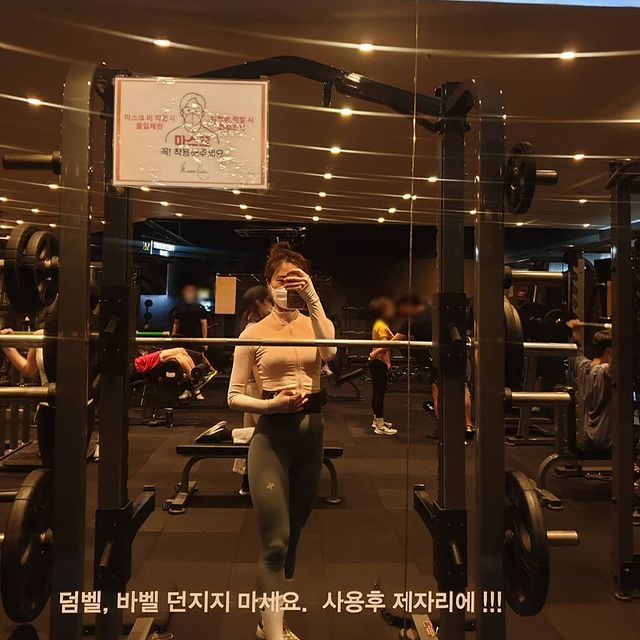 마스크 미 착용 시
출입제한
마스크
꼭! 착용해주세요
덤벨, 바벨 던지지 마세요. 사용후 제자리에 !!!